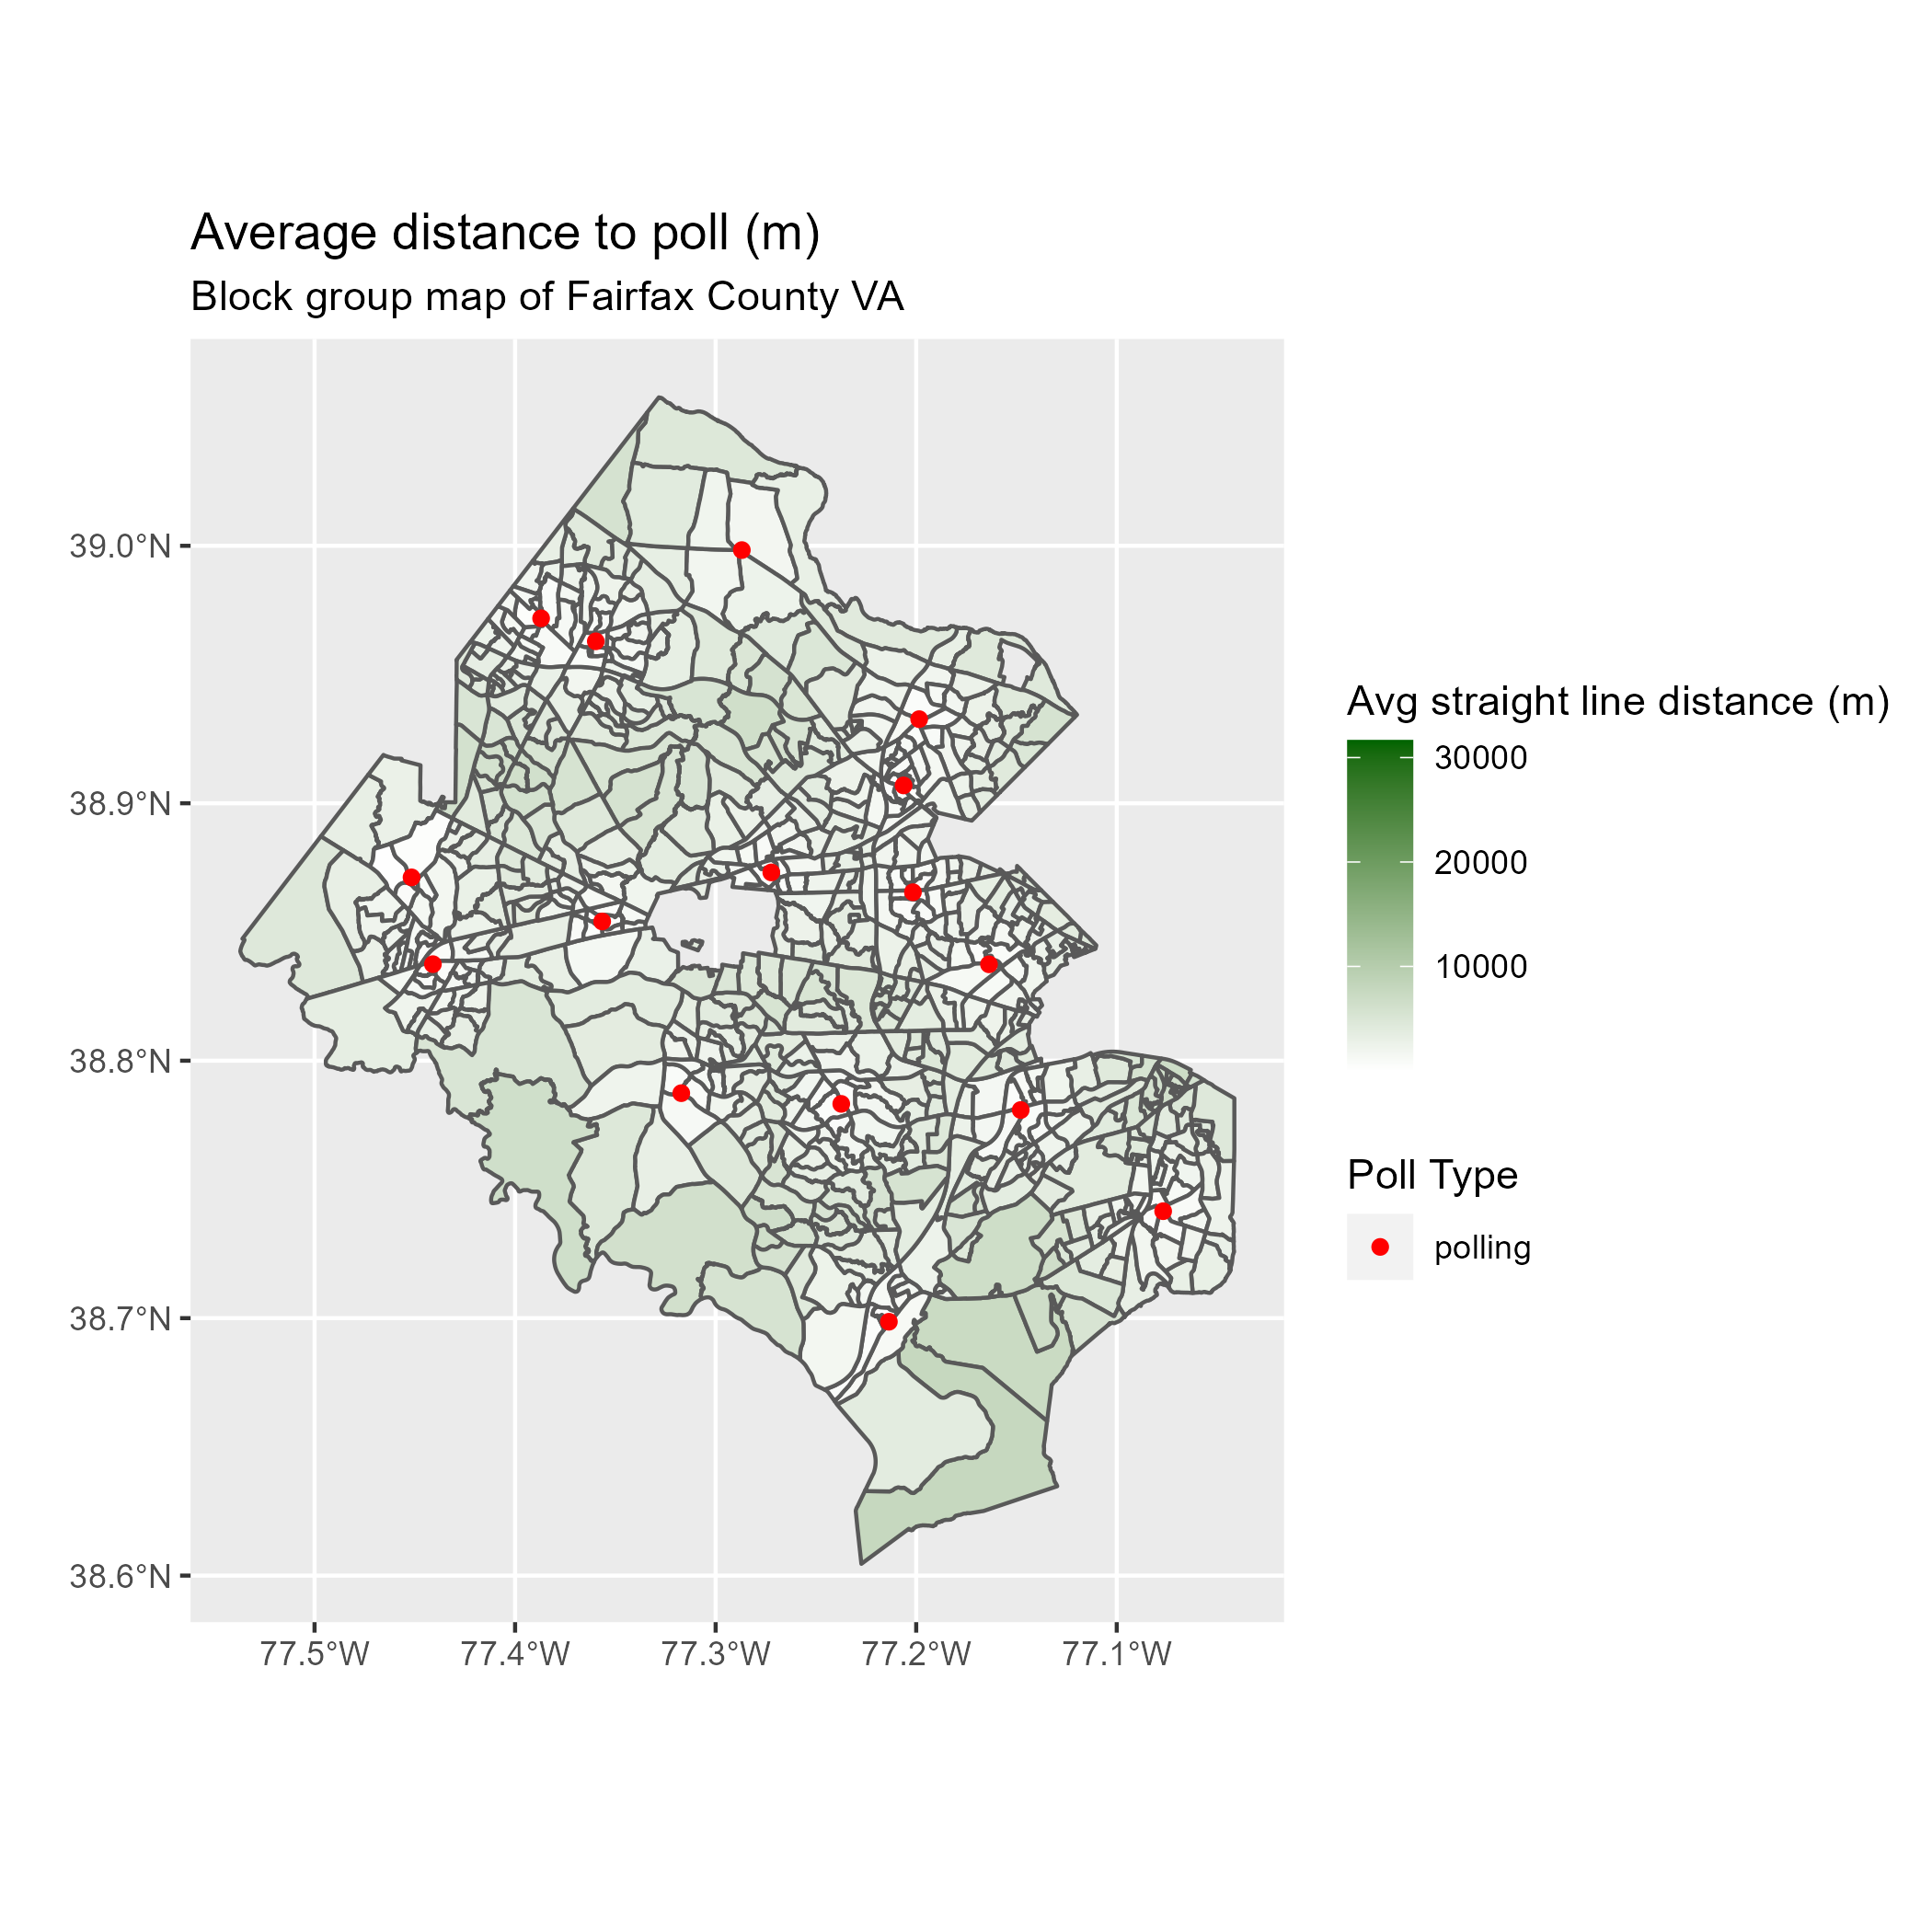 Average distance to poll (m)
Block group map of Fairfax County VA
39.0°N
38.9°N
38.8°N
38.7°N
38.6°N
77.5°W
77.4°W
77.3°W
77.2°W
77.1°W
Avg straight line distance (m)
30000
20000
10000
Poll Type
polling